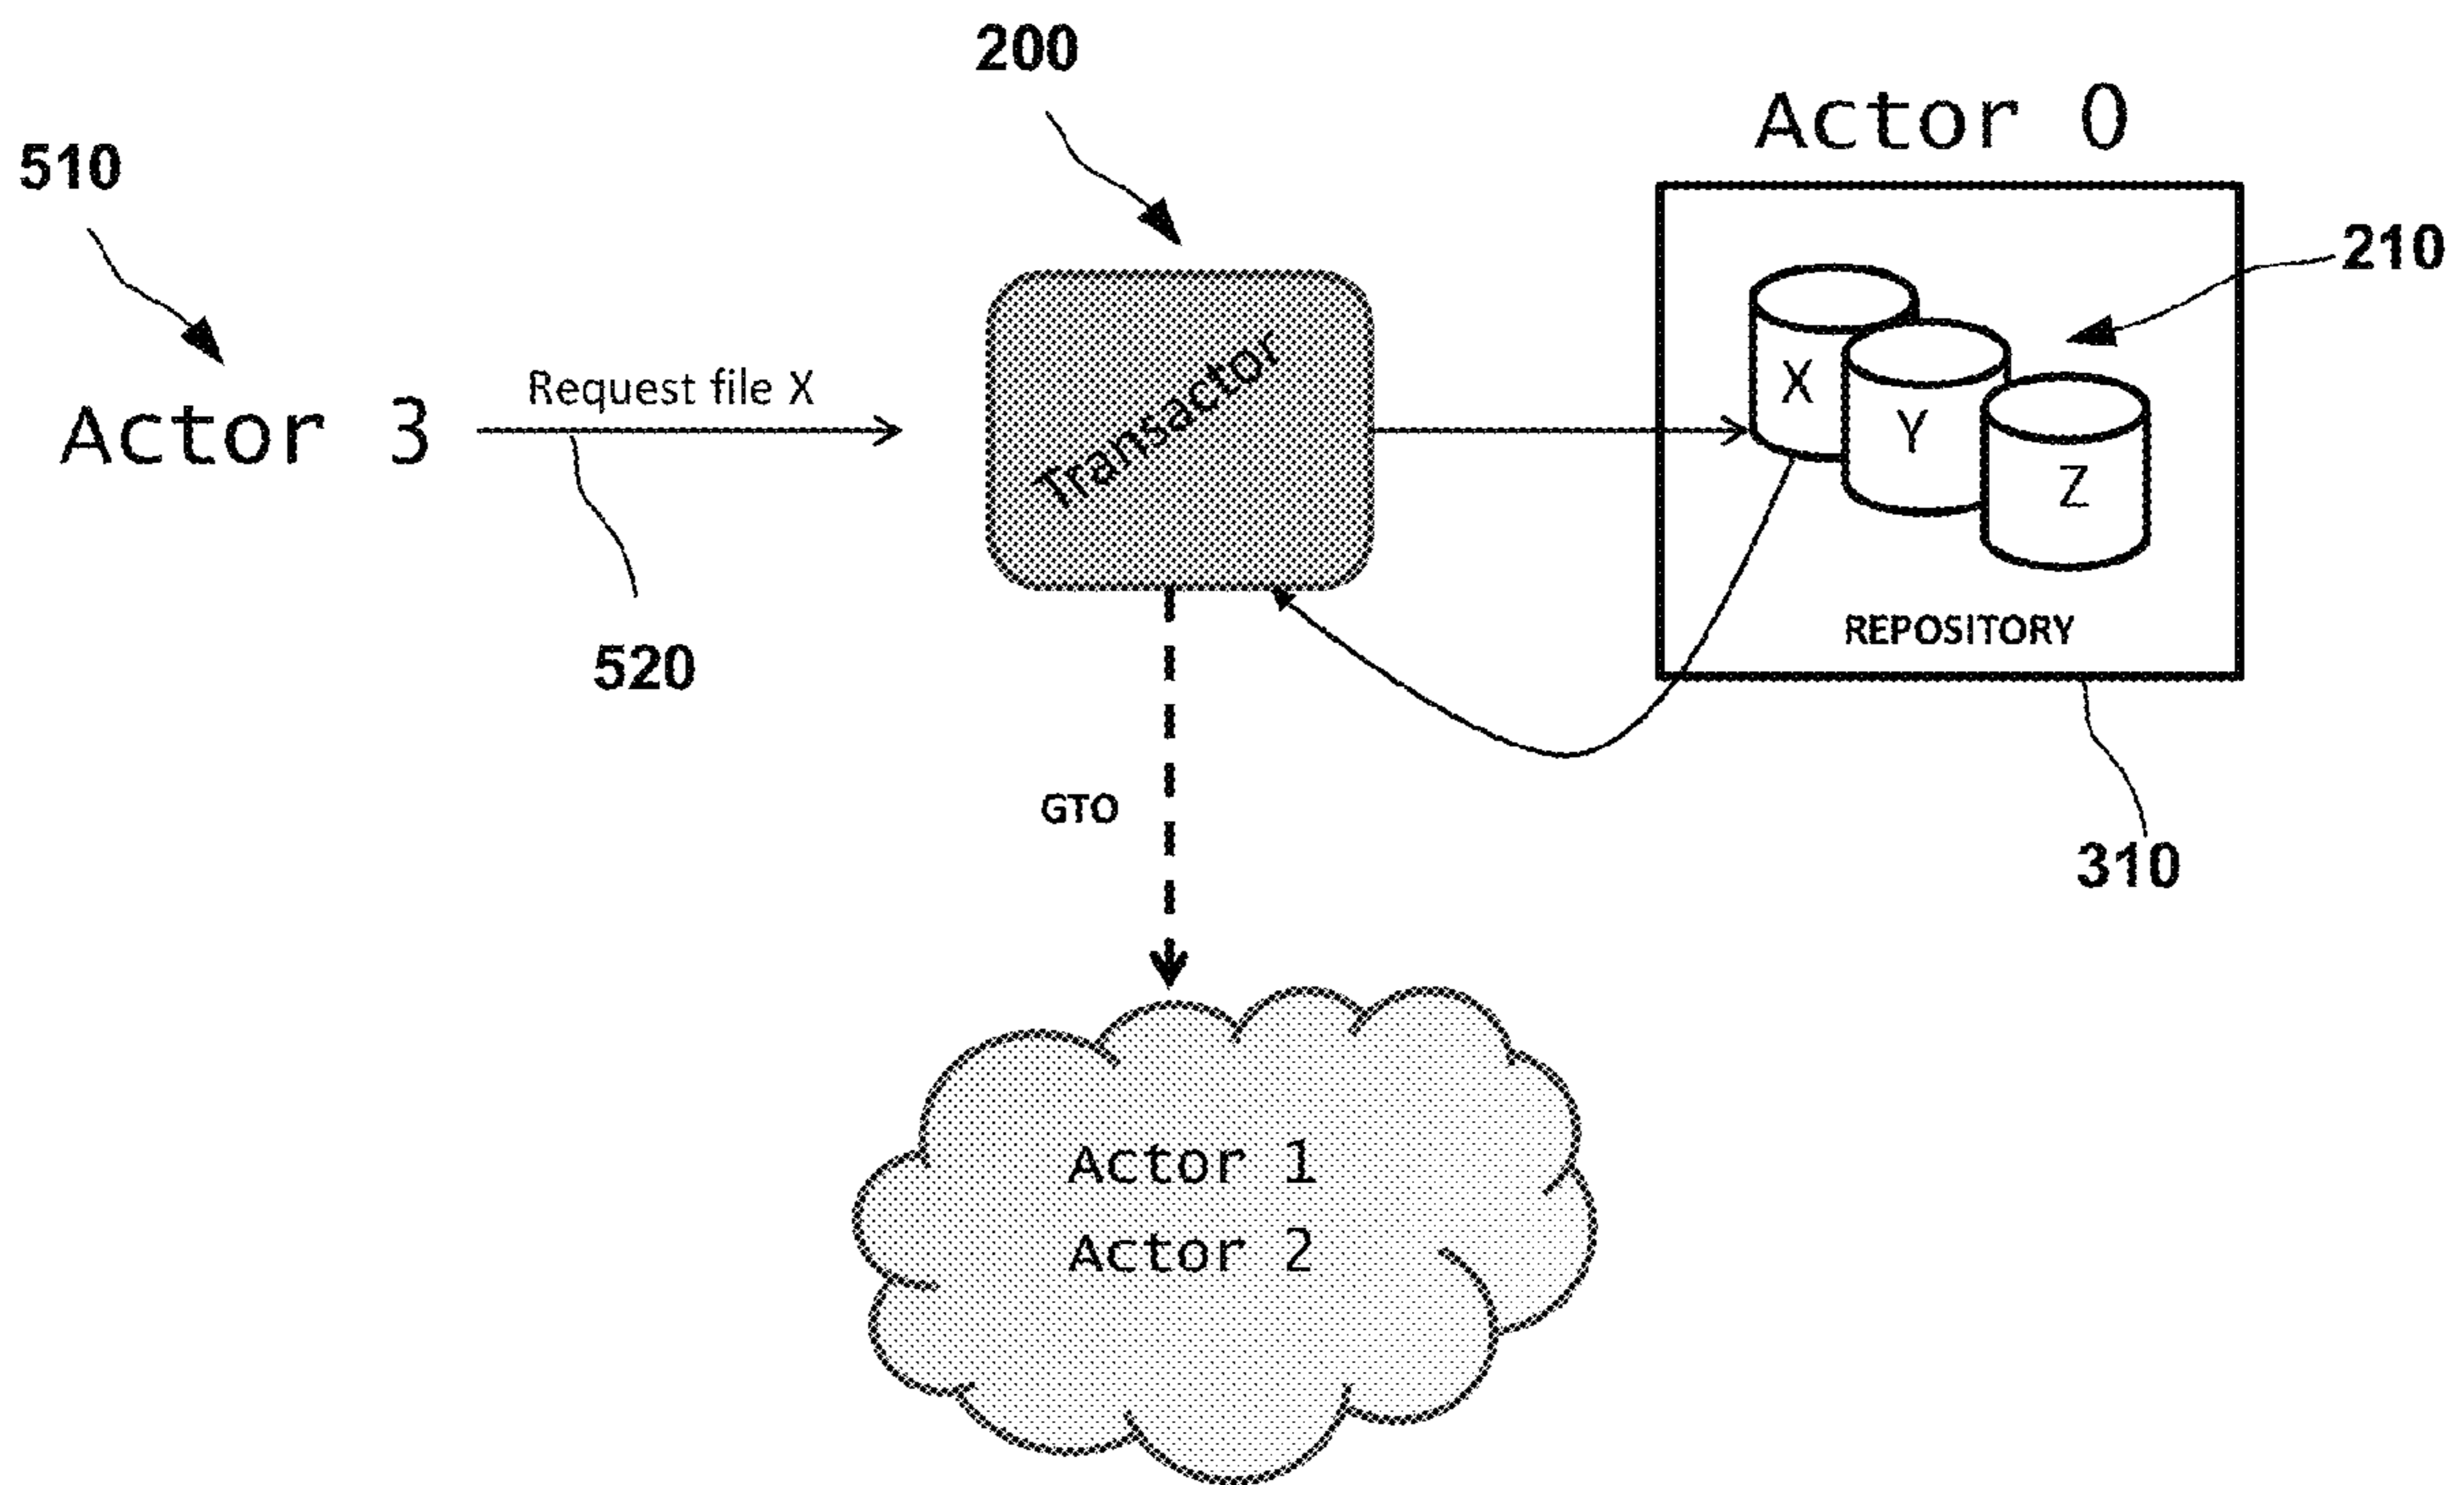 200
Actor 0
510
210
Request file X
Actor 3
Transactor
X
Y
Z
REPOSITORY
520
GTO
310
Actor 1
Actor 2